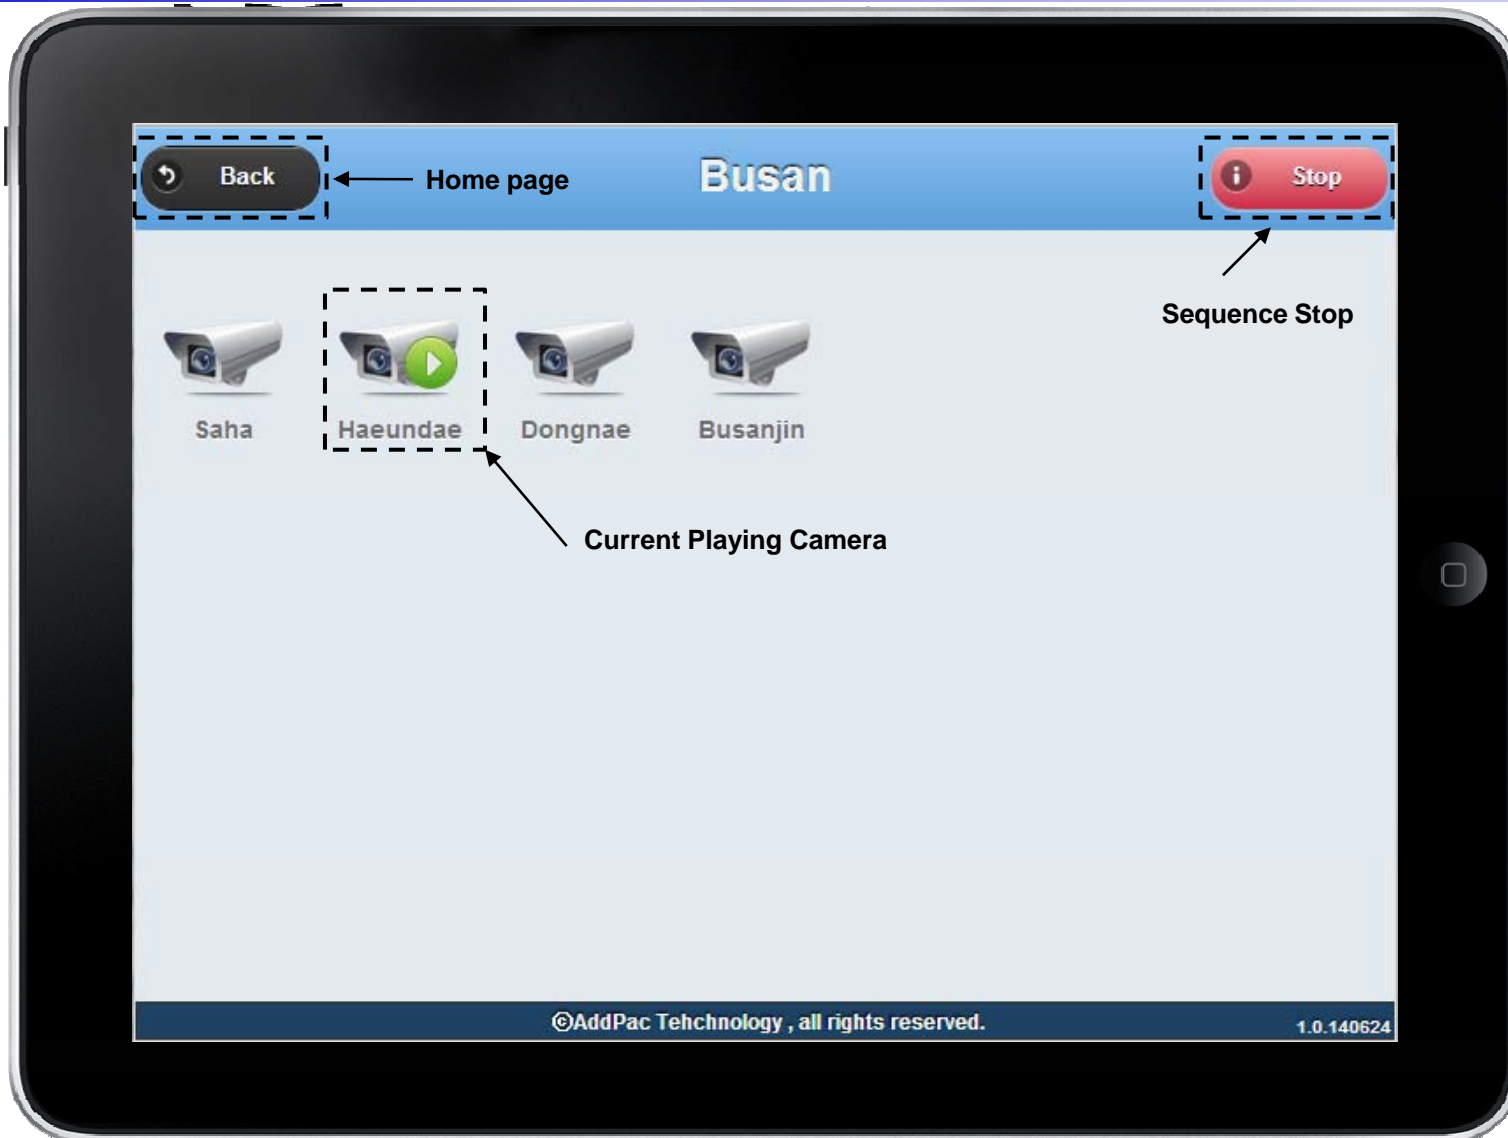 Back
Home page
Busan
Stop
Sequence Stop
Saha
Haeundae
Dongnae
Busanjin
Current Playing Camera
©AddPac Tehchnology , all rights reserved.
1.0.140624